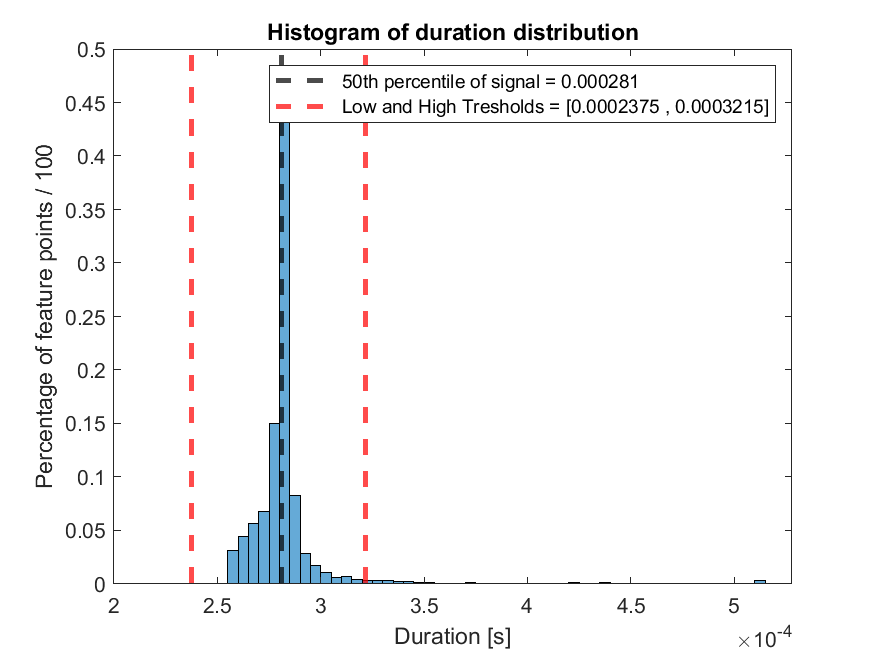 Histogram of duration distribution
50th percentile of signal = 0.000281
Low and High Tresholds = [0.0002375 , 0.0003215]
Percentage of feature points / 100
0.5
0.45
0.4
0.35
0.3
0.25
0.2
0.15
0.1
0.05
0
2 2.5 3 3.5 4 4.5 5
Duration [s]
×10⁻⁴